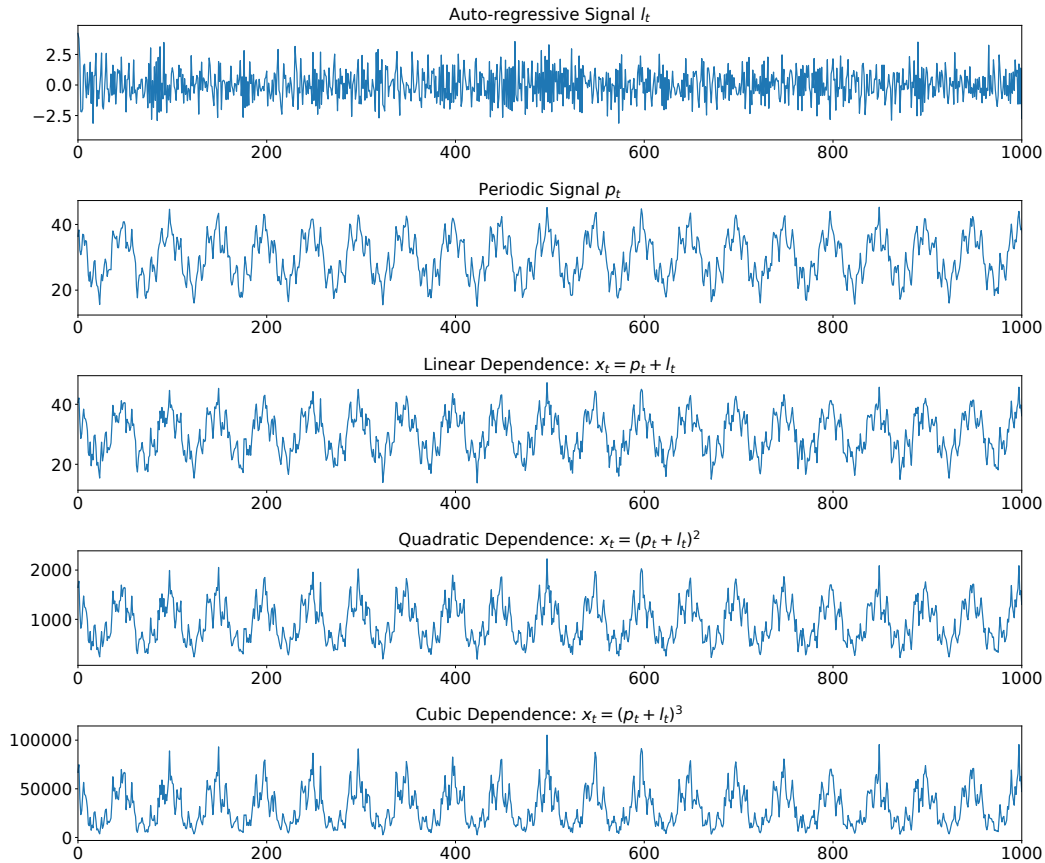 Auto-regressive Signal l_t
2.5
0.0
−2.5
0 200 400 600 800 1000
Periodic Signal p_t
40
20
0 200 400 600 800 1000
Linear Dependence: x_t = p_t + l_t
40
20
0 200 400 600 800 1000
Quadratic Dependence: x_t = (p_t + l_t)^2
2000
1000
0 200 400 600 800 1000
Cubic Dependence: x_t = (p_t + l_t)^3
100000
50000
0
0 200 400 600 800 1000